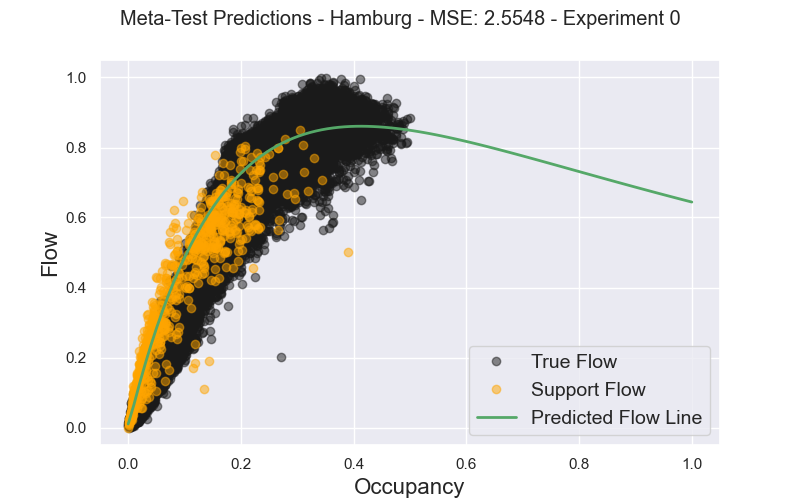 Meta-Test Predictions - Hamburg - MSE: 2.5548 - Experiment 0
1.0
0.8
0.6
0.4
0.2
0.0
Flow
True Flow
Support Flow
Predicted Flow Line
0.0 0.2 0.4 0.6 0.8 1.0
Occupancy